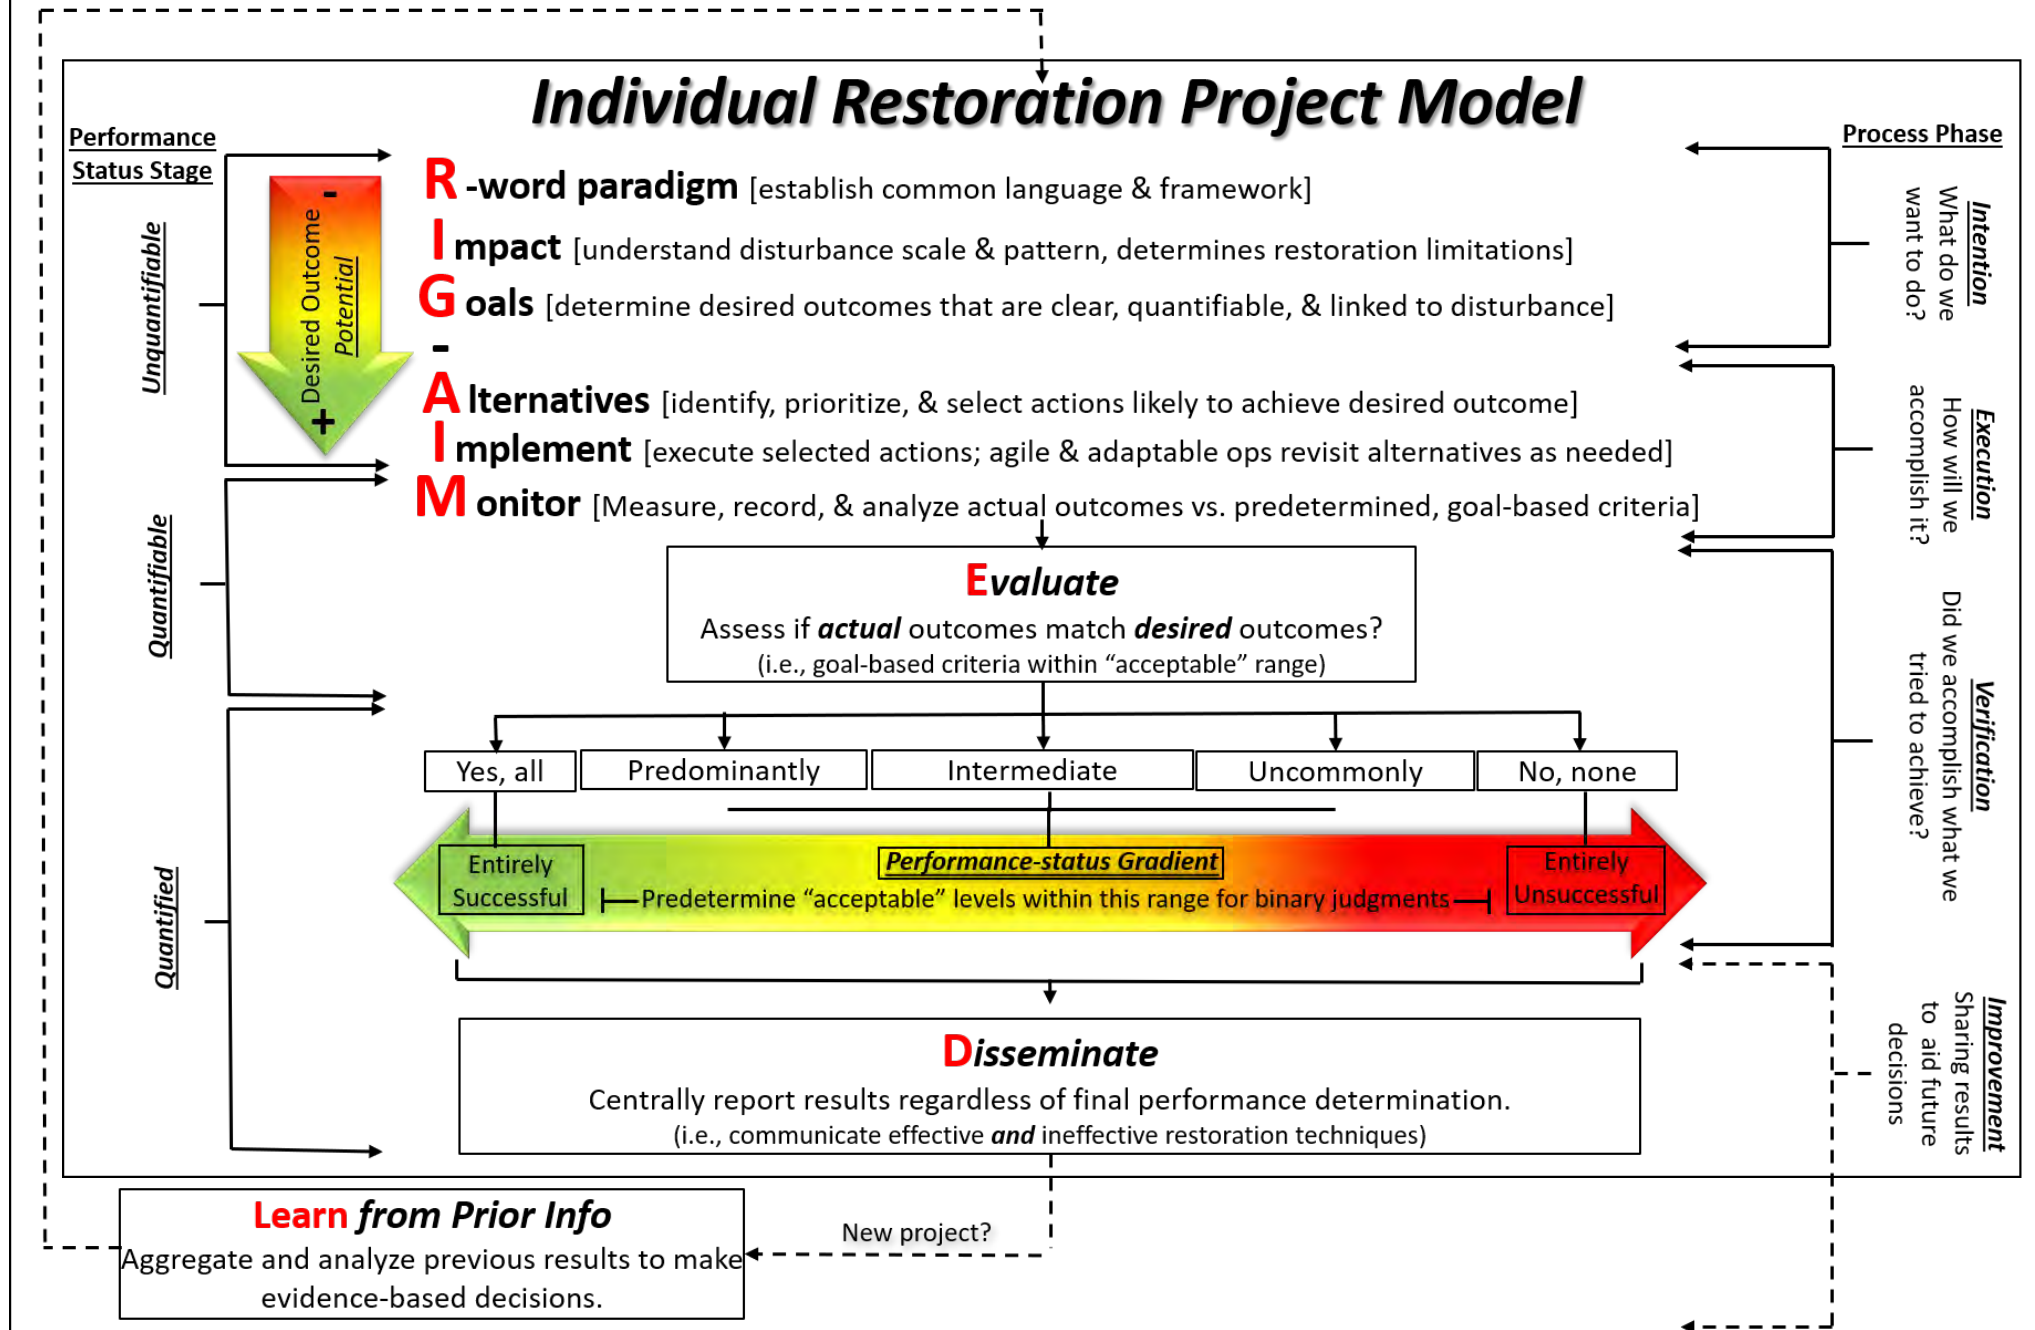 Individual Restoration Project Model
Performance
Status Stage
Process Phase
Unquantifiable
Quantifiable
Quantified
-
Desired Outcome
Potential
+
R-word paradigm [establish common language & framework]
Impact [understand disturbance scale & pattern, determines restoration limitations]
Goals [determine desired outcomes that are clear, quantifiable, & linked to disturbance]
-
Alternatives [identify, prioritize, & select actions likely to achieve desired outcome]
Implement [execute selected actions; agile & adaptable ops revisit alternatives as needed]
Monitor [Measure, record, & analyze actual outcomes vs. predetermined, goal-based criteria]
Evaluate
Assess if actual outcomes match desired outcomes?
(i.e., goal-based criteria within “acceptable” range)
Yes, all
Predominantly
Intermediate
Uncommonly
No, none
Entirely
Successful
Performance-status Gradient
Predetermine “acceptable” levels within this range for binary judgments
Entirely
Unsuccessful
Disseminate
Centrally report results regardless of final performance determination.
(i.e., communicate effective and ineffective restoration techniques)
New project?
Learn from Prior Info
Aggregate and analyze previous results to make
evidence-based decisions.
Intention
What do we
want to do?
Execution
How will we
accomplish it?
Verification
Did we accomplish what we
tried to achieve?
Improvement
Sharing results
to aid future
decisions